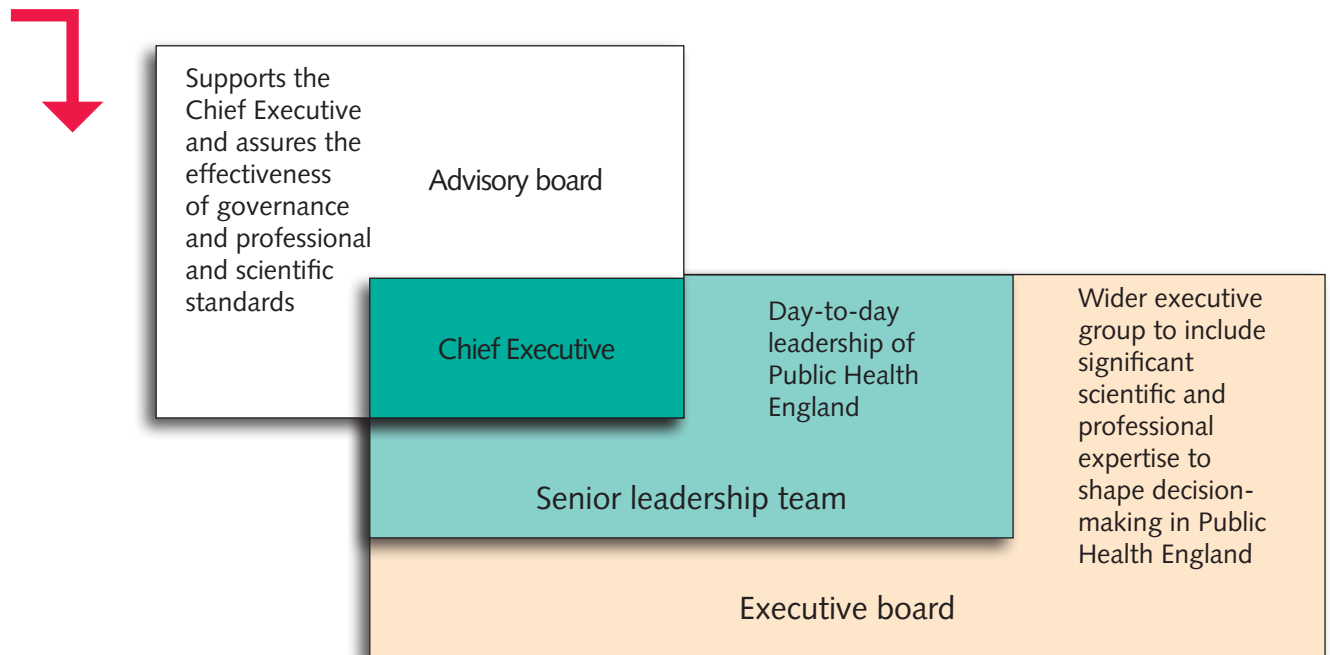 Supports the
Chief Executive
and assures the
effectiveness
of governance
and professional
and scientific
standards
Advisory board
Chief Executive
Day-to-day
leadership of
Public Health
England
Senior leadership team
Wider executive
group to include
significant
scientific and
professional
expertise to
shape decision-
making in Public
Health England
Executive board